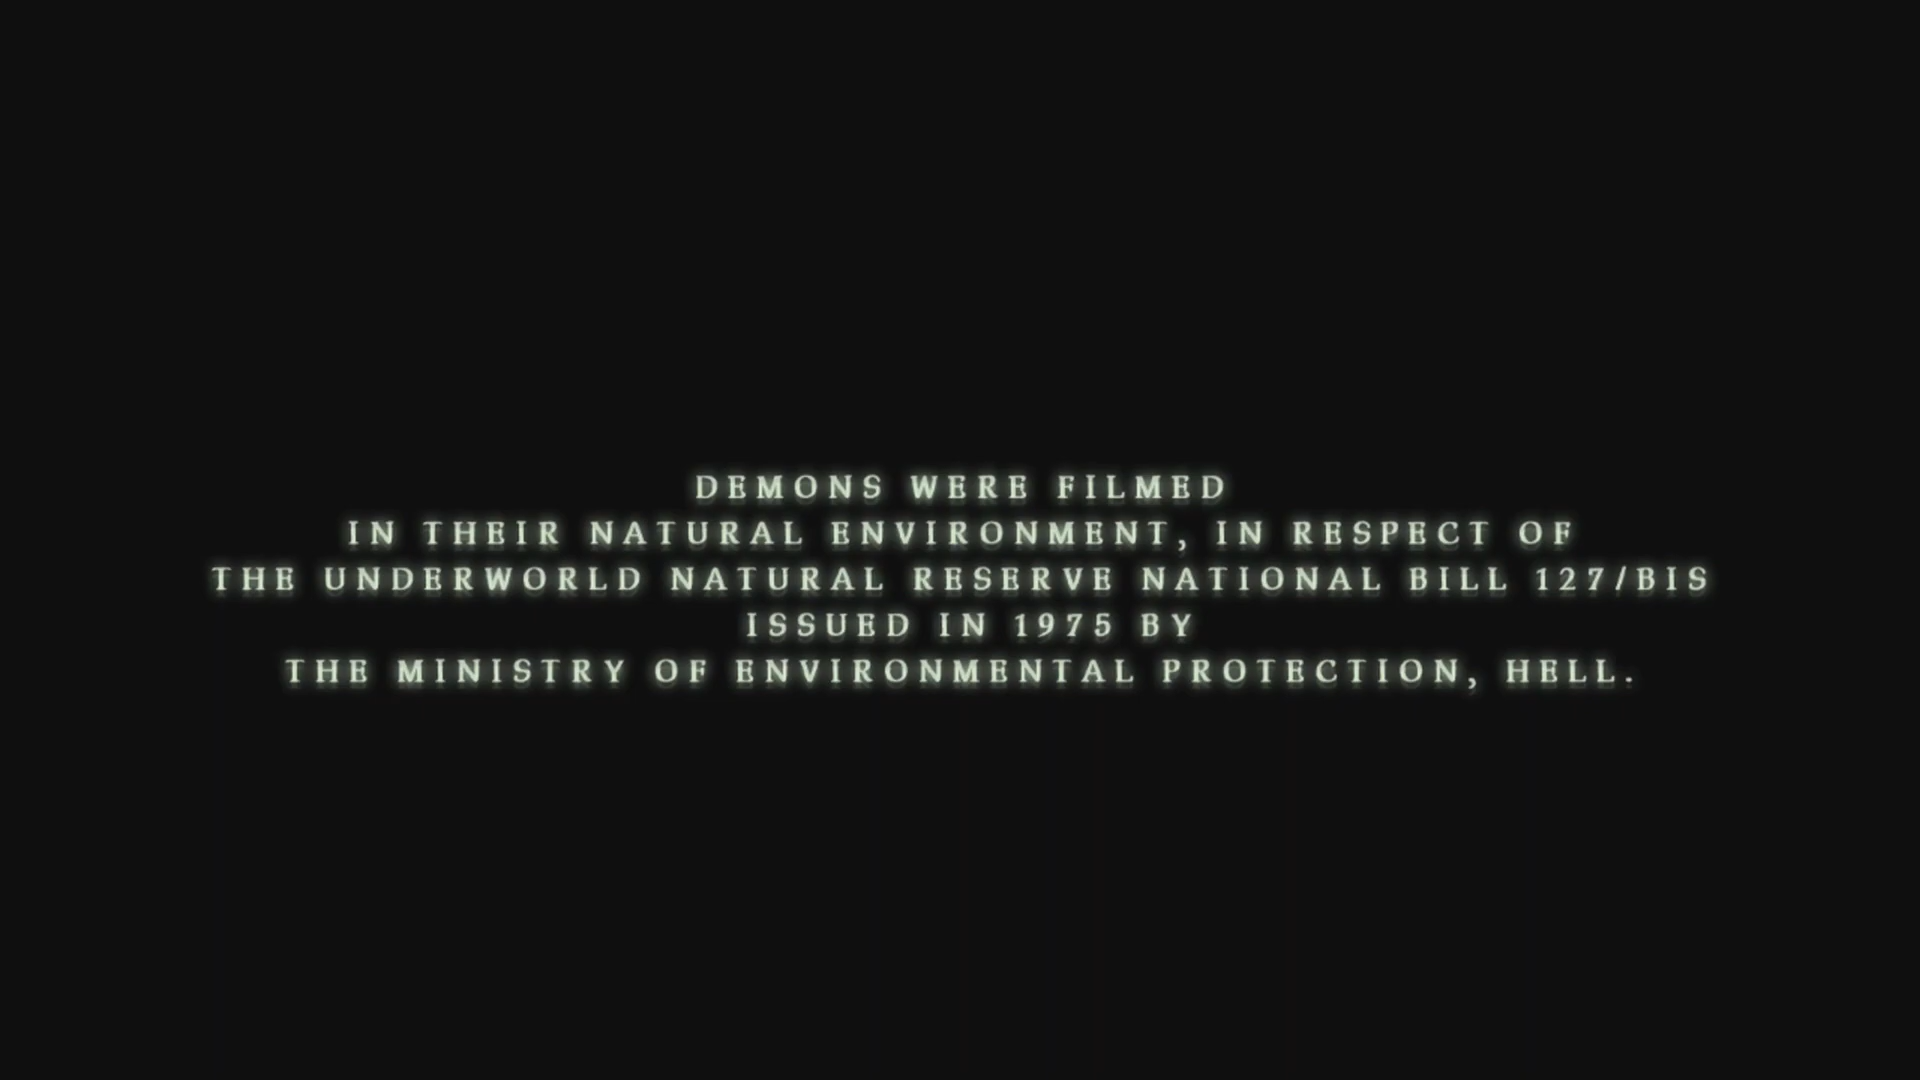 DEMONS WERE FILMED
IN THEIR NATURAL ENVIRONMENT, IN RESPECT OF
THE UNDERWORLD NATURAL RESERVE NATIONAL BILL 127/BIS
ISSUED IN 1975 BY
THE MINISTRY OF ENVIRONMENTAL PROTECTION, HELL.